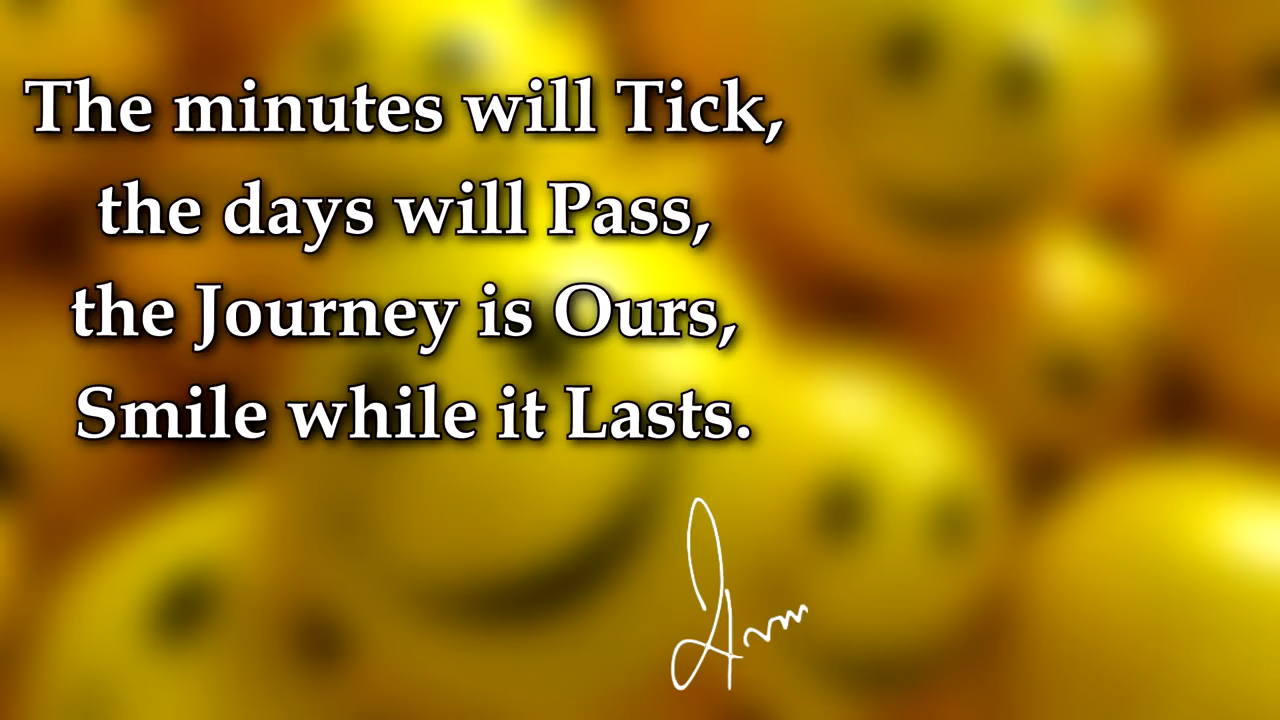 The minutes will Tick,
the days will Pass,
the Journey is Ours,
Smile while it Lasts.